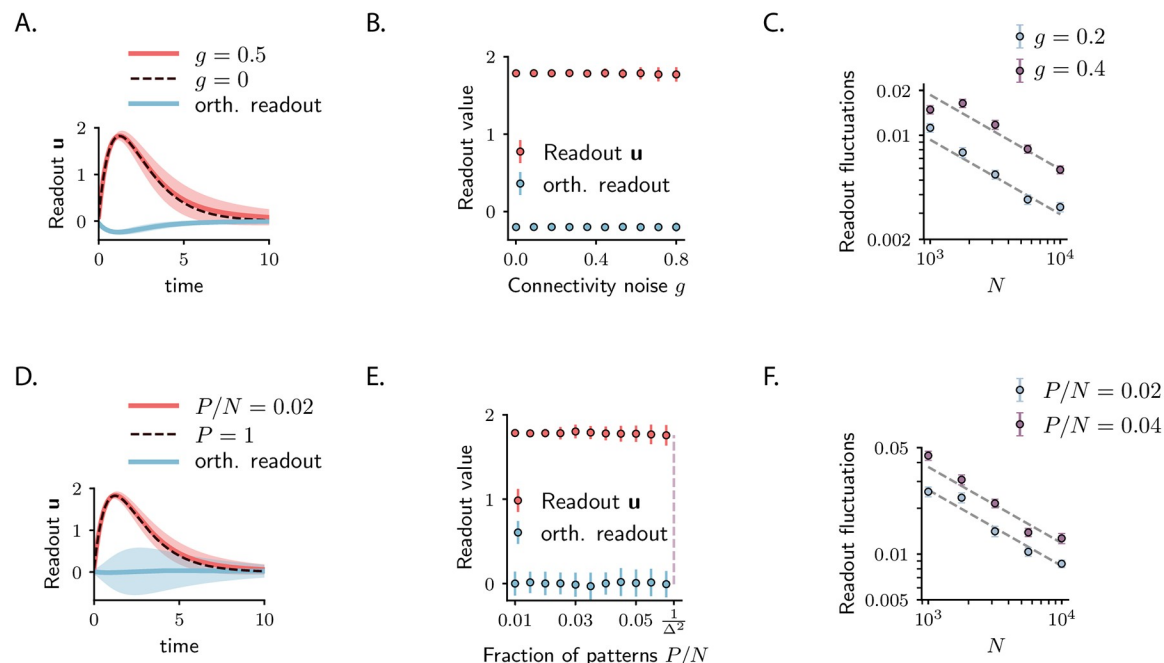 A.
g = 0.5
g = 0
orth. readout
Readout u
2
1
0
0
5
10
time
B.
Readout value
2
1
0
Readout u
orth. readout
0.0
0.4
0.8
Connectivity noise g
C.
g = 0.2
g = 0.4
Readout fluctuations
0.02
0.01
0.002
10³
10⁴
N
D.
P/N = 0.02
P = 1
orth. readout
Readout u
2
1
0
0
5
10
time
E.
Readout value
2
1
0
Readout u
orth. readout
0.01
0.03
0.05
1/Δ²
Fraction of patterns P/N
F.
P/N = 0.02
P/N = 0.04
Readout fluctuations
0.05
0.01
0.005
10³
10⁴
N